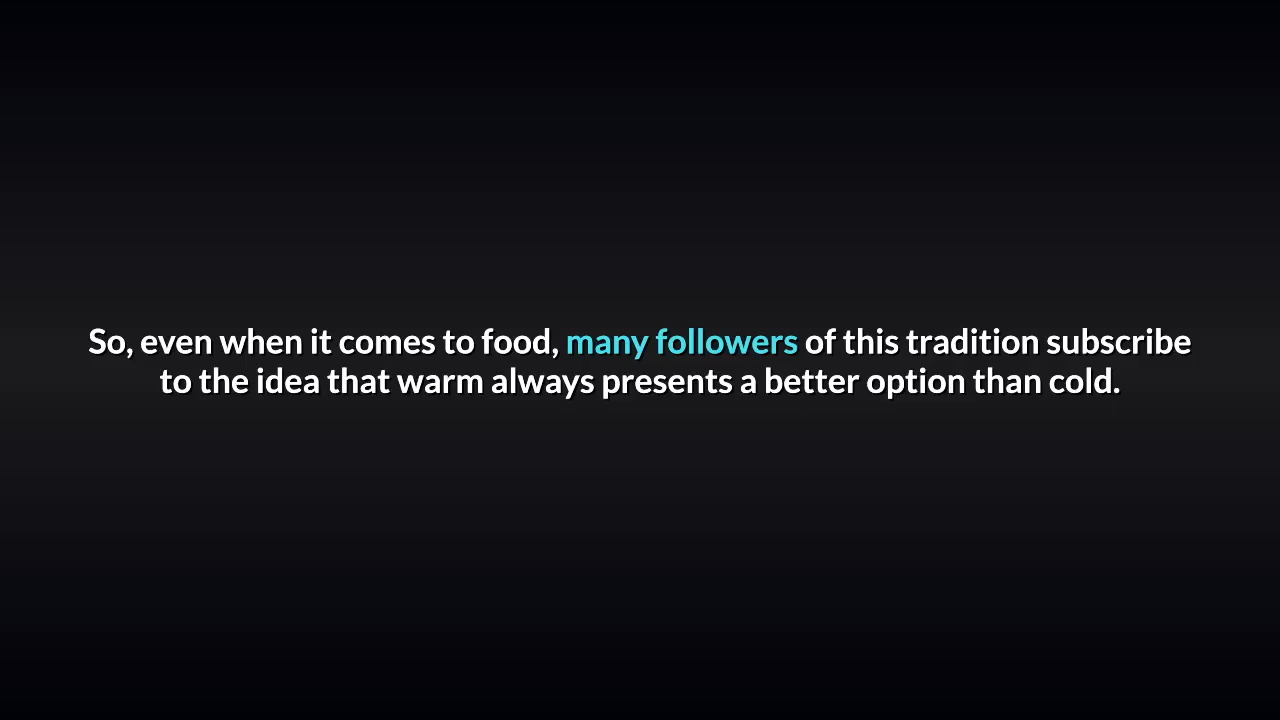 So, even when it comes to food, many followers of this tradition subscribe
to the idea that warm always presents a better option than cold.